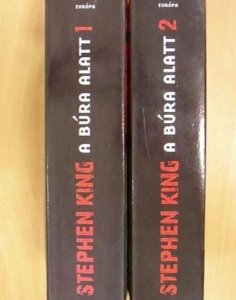 EURÓPA
STEPHEN KING A BÚRA ALATT 1
EURÓPA
STEPHEN KING A BÚRA ALATT 2